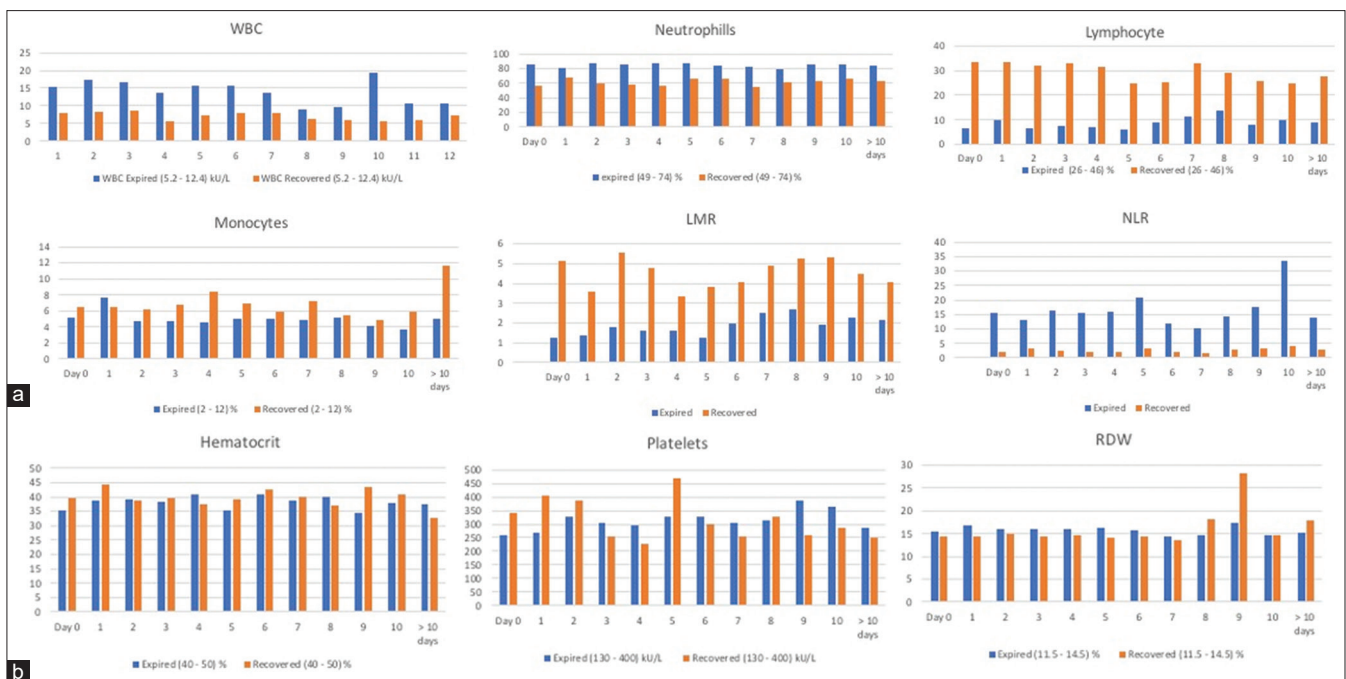 WBC
25
20
15
10
5
0
1 2 3 4 5 6 7 8 9 10 11 12
WBC Expired (5.2 - 12.4) kU/L WBC Recovered (5.2 - 12.4) kU/L
Neutrophills
100
80
60
40
20
0
Day 0 1 2 3 4 5 6 7 8 9 10 > 10
days
expired (49 - 74) % Recovered (49 - 74) %
Lymphocyte
40
30
20
10
0
Day 0 1 2 3 4 5 6 7 8 9 10 > 10
days
Expired (26 - 46) % Recovered (26 - 46) %
Monocytes
14
12
10
8
6
4
2
0
Day 0 1 2 3 4 5 6 7 8 9 10 > 10
days
Expired (2 - 12) % Recovered (2 - 12) %
LMR
6
5
4
3
2
1
0
Day 0 1 2 3 4 5 6 7 8 9 10 > 10
days
Expired Recovered
NLR
40
35
30
25
20
15
10
5
0
Day 0 1 2 3 4 5 6 7 8 9 10 > 10
days
Expired Recovered
a
Hematocrit
50
45
40
35
30
25
20
15
10
5
0
Day 0 1 2 3 4 5 6 7 8 9 10 > 10
days
Expired (40 - 50) % Recovered (40 - 50) %
Platelets
500
450
400
350
300
250
200
150
100
50
0
Day 0 1 2 3 4 5 6 7 8 9 10 > 10
days
Expired (130 - 400) kU/L Recovered (130 - 400) kU/L
RDW
30
25
20
15
10
5
0
Day 0 1 2 3 4 5 6 7 8 9 10 > 10
days
Expired (11.5 - 14.5) % Recovered (11.5 - 14.5) %
b